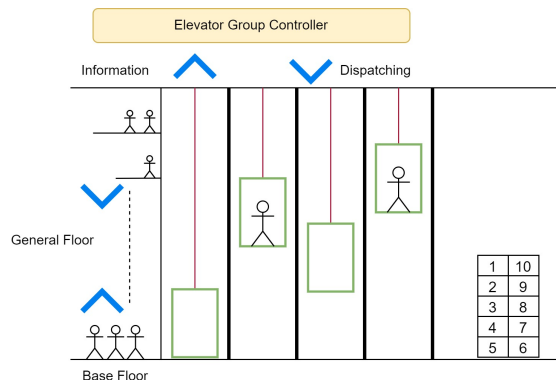 Elevator Group Controller
Information
Dispatching
General Floor
1 10
2 9
3 8
4 7
5 6
Base Floor